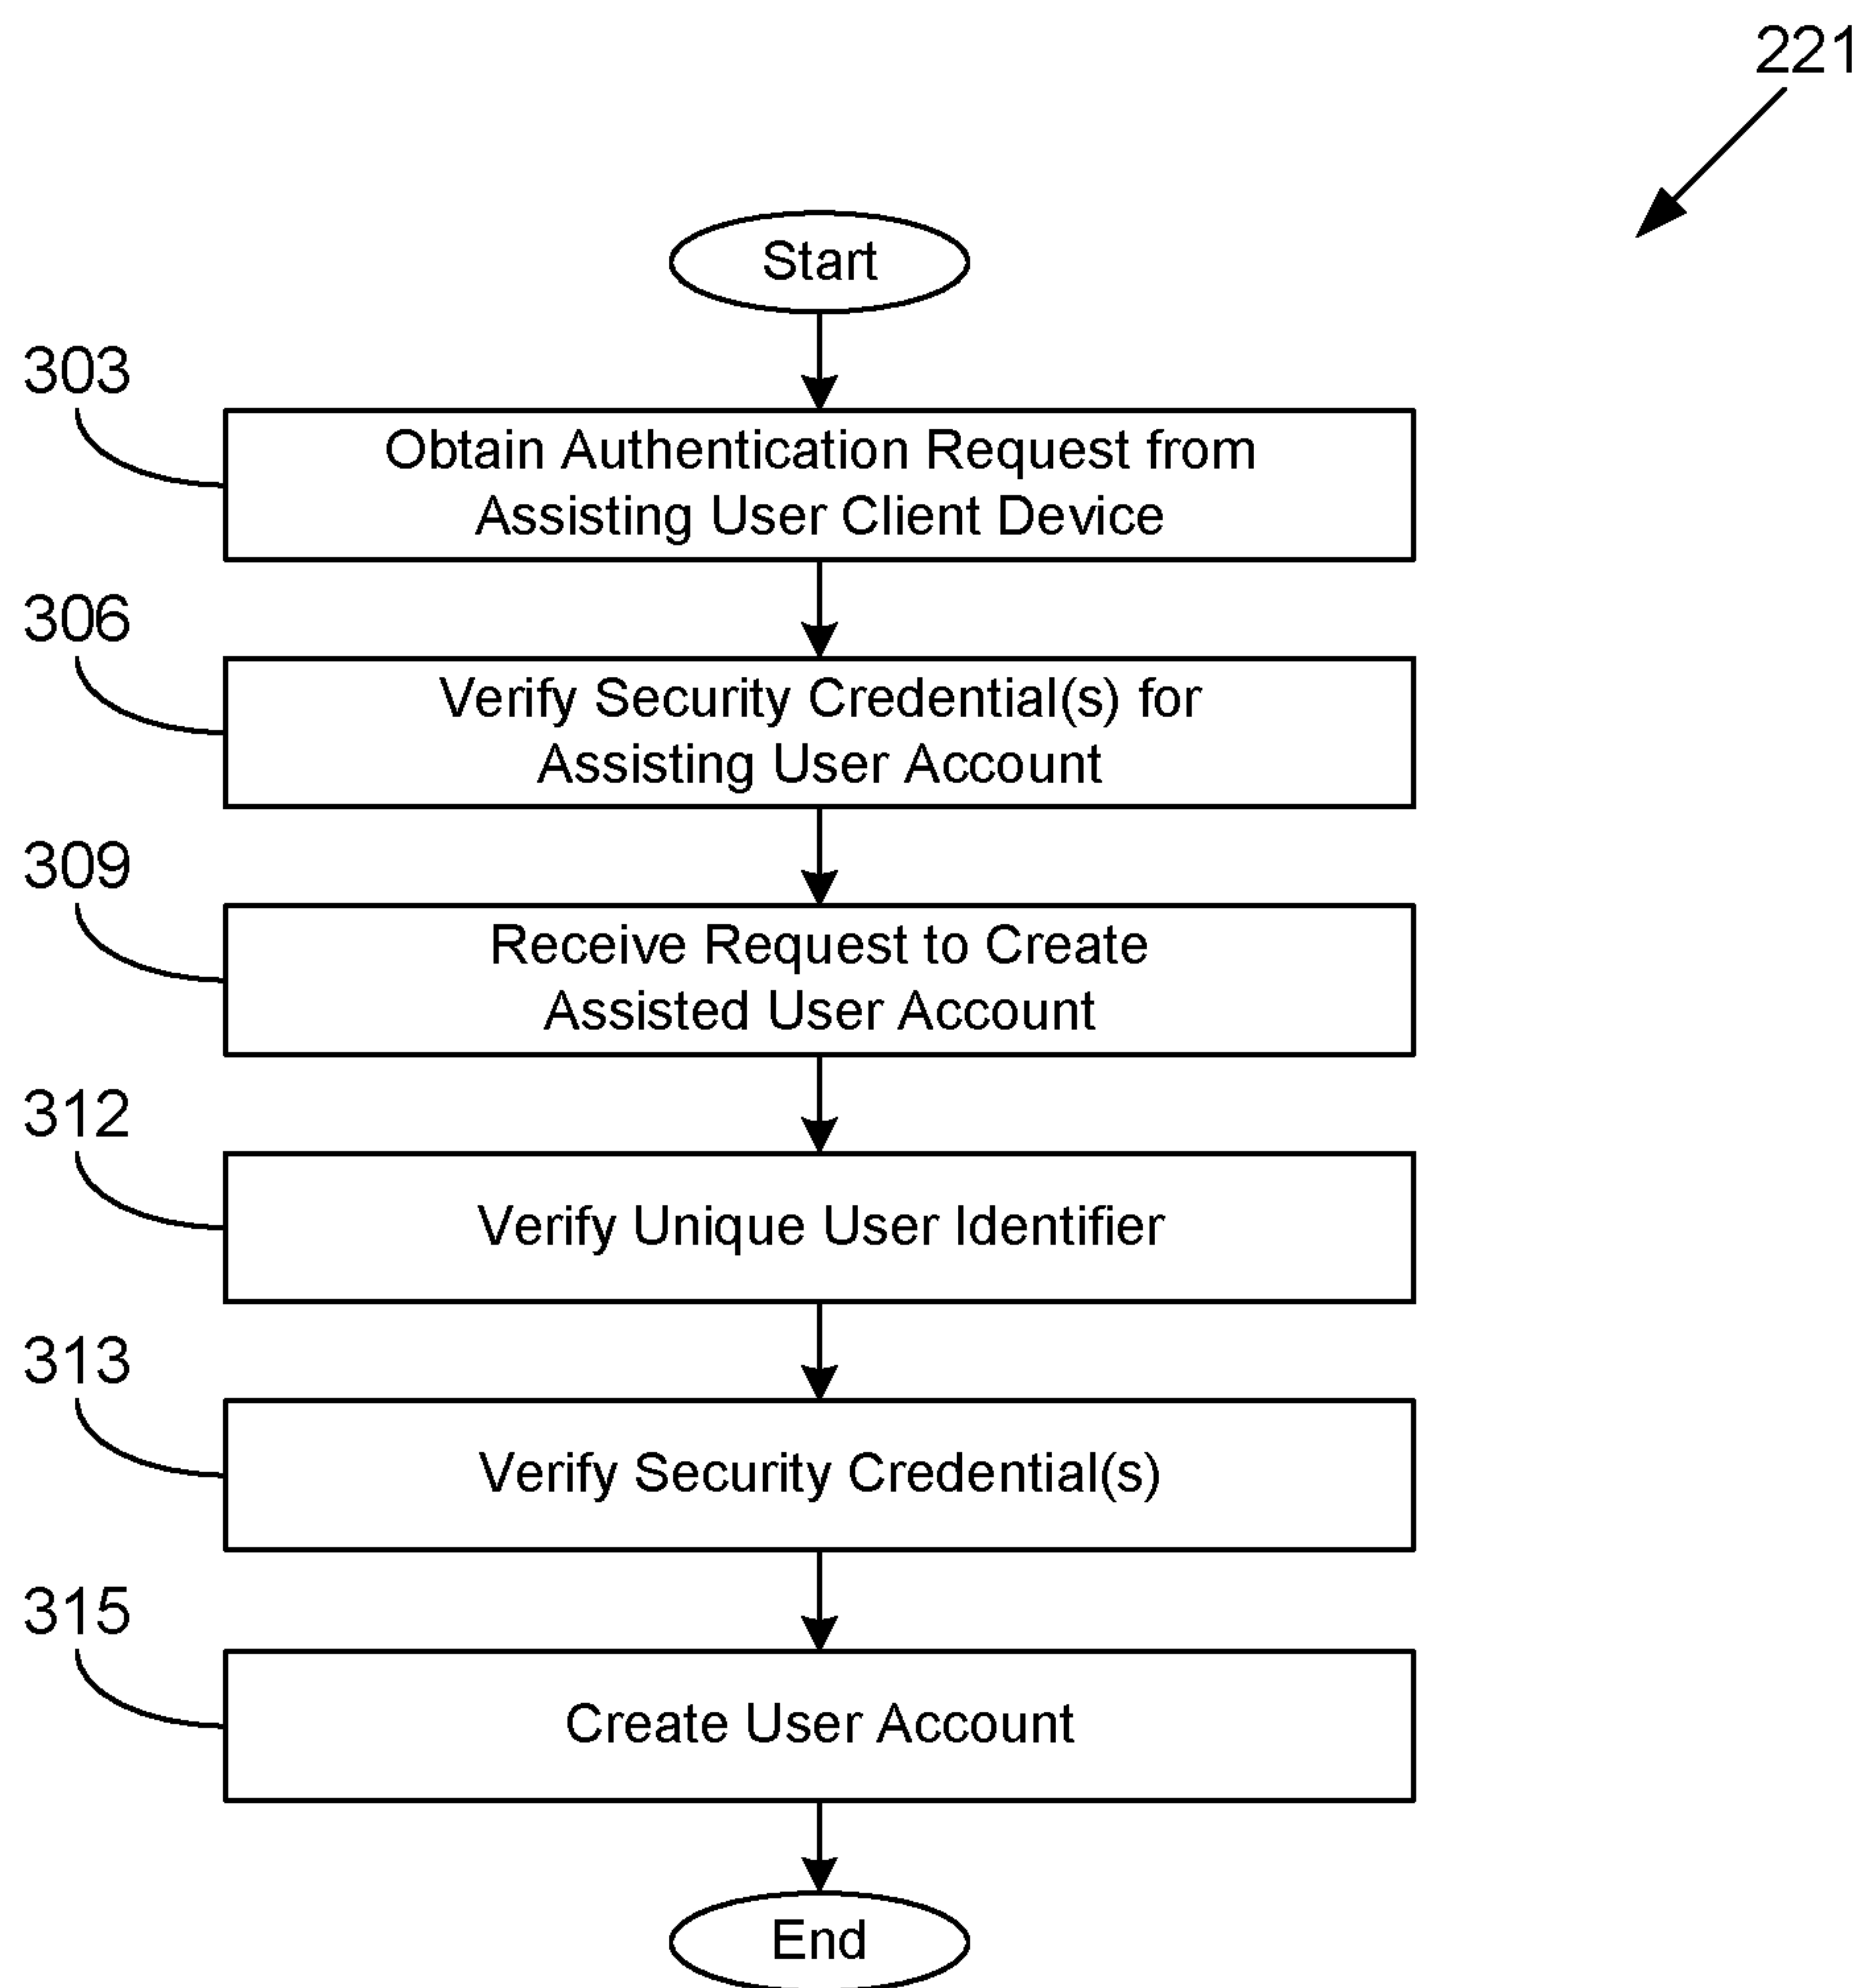 221
Start
303
Obtain Authentication Request from
Assisting User Client Device
306
Verify Security Credential(s) for
Assisting User Account
309
Receive Request to Create
Assisted User Account
312
Verify Unique User Identifier
313
Verify Security Credential(s)
315
Create User Account
End